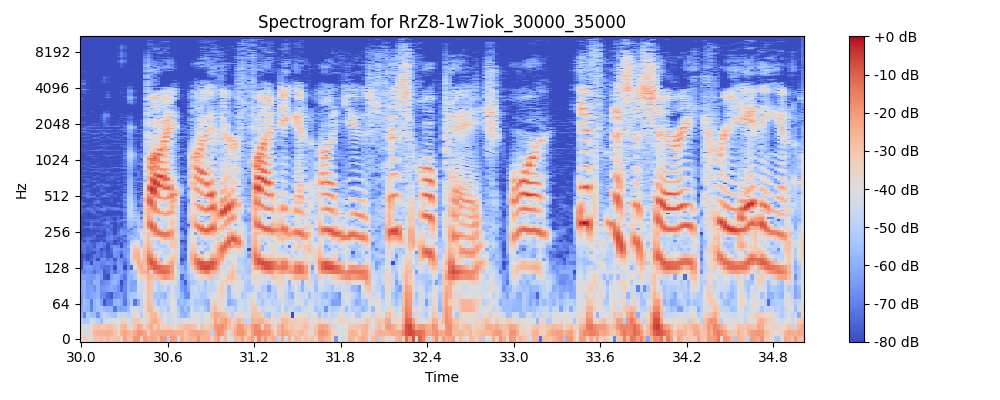 Spectrogram for RrZ8-1w7iok_30000_35000
Hz
8192
4096
2048
1024
512
256
128
64
0
30.0 30.6 31.2 31.8 32.4 33.0 33.6 34.2 34.8
Time
+0 dB
-10 dB
-20 dB
-30 dB
-40 dB
-50 dB
-60 dB
-70 dB
-80 dB